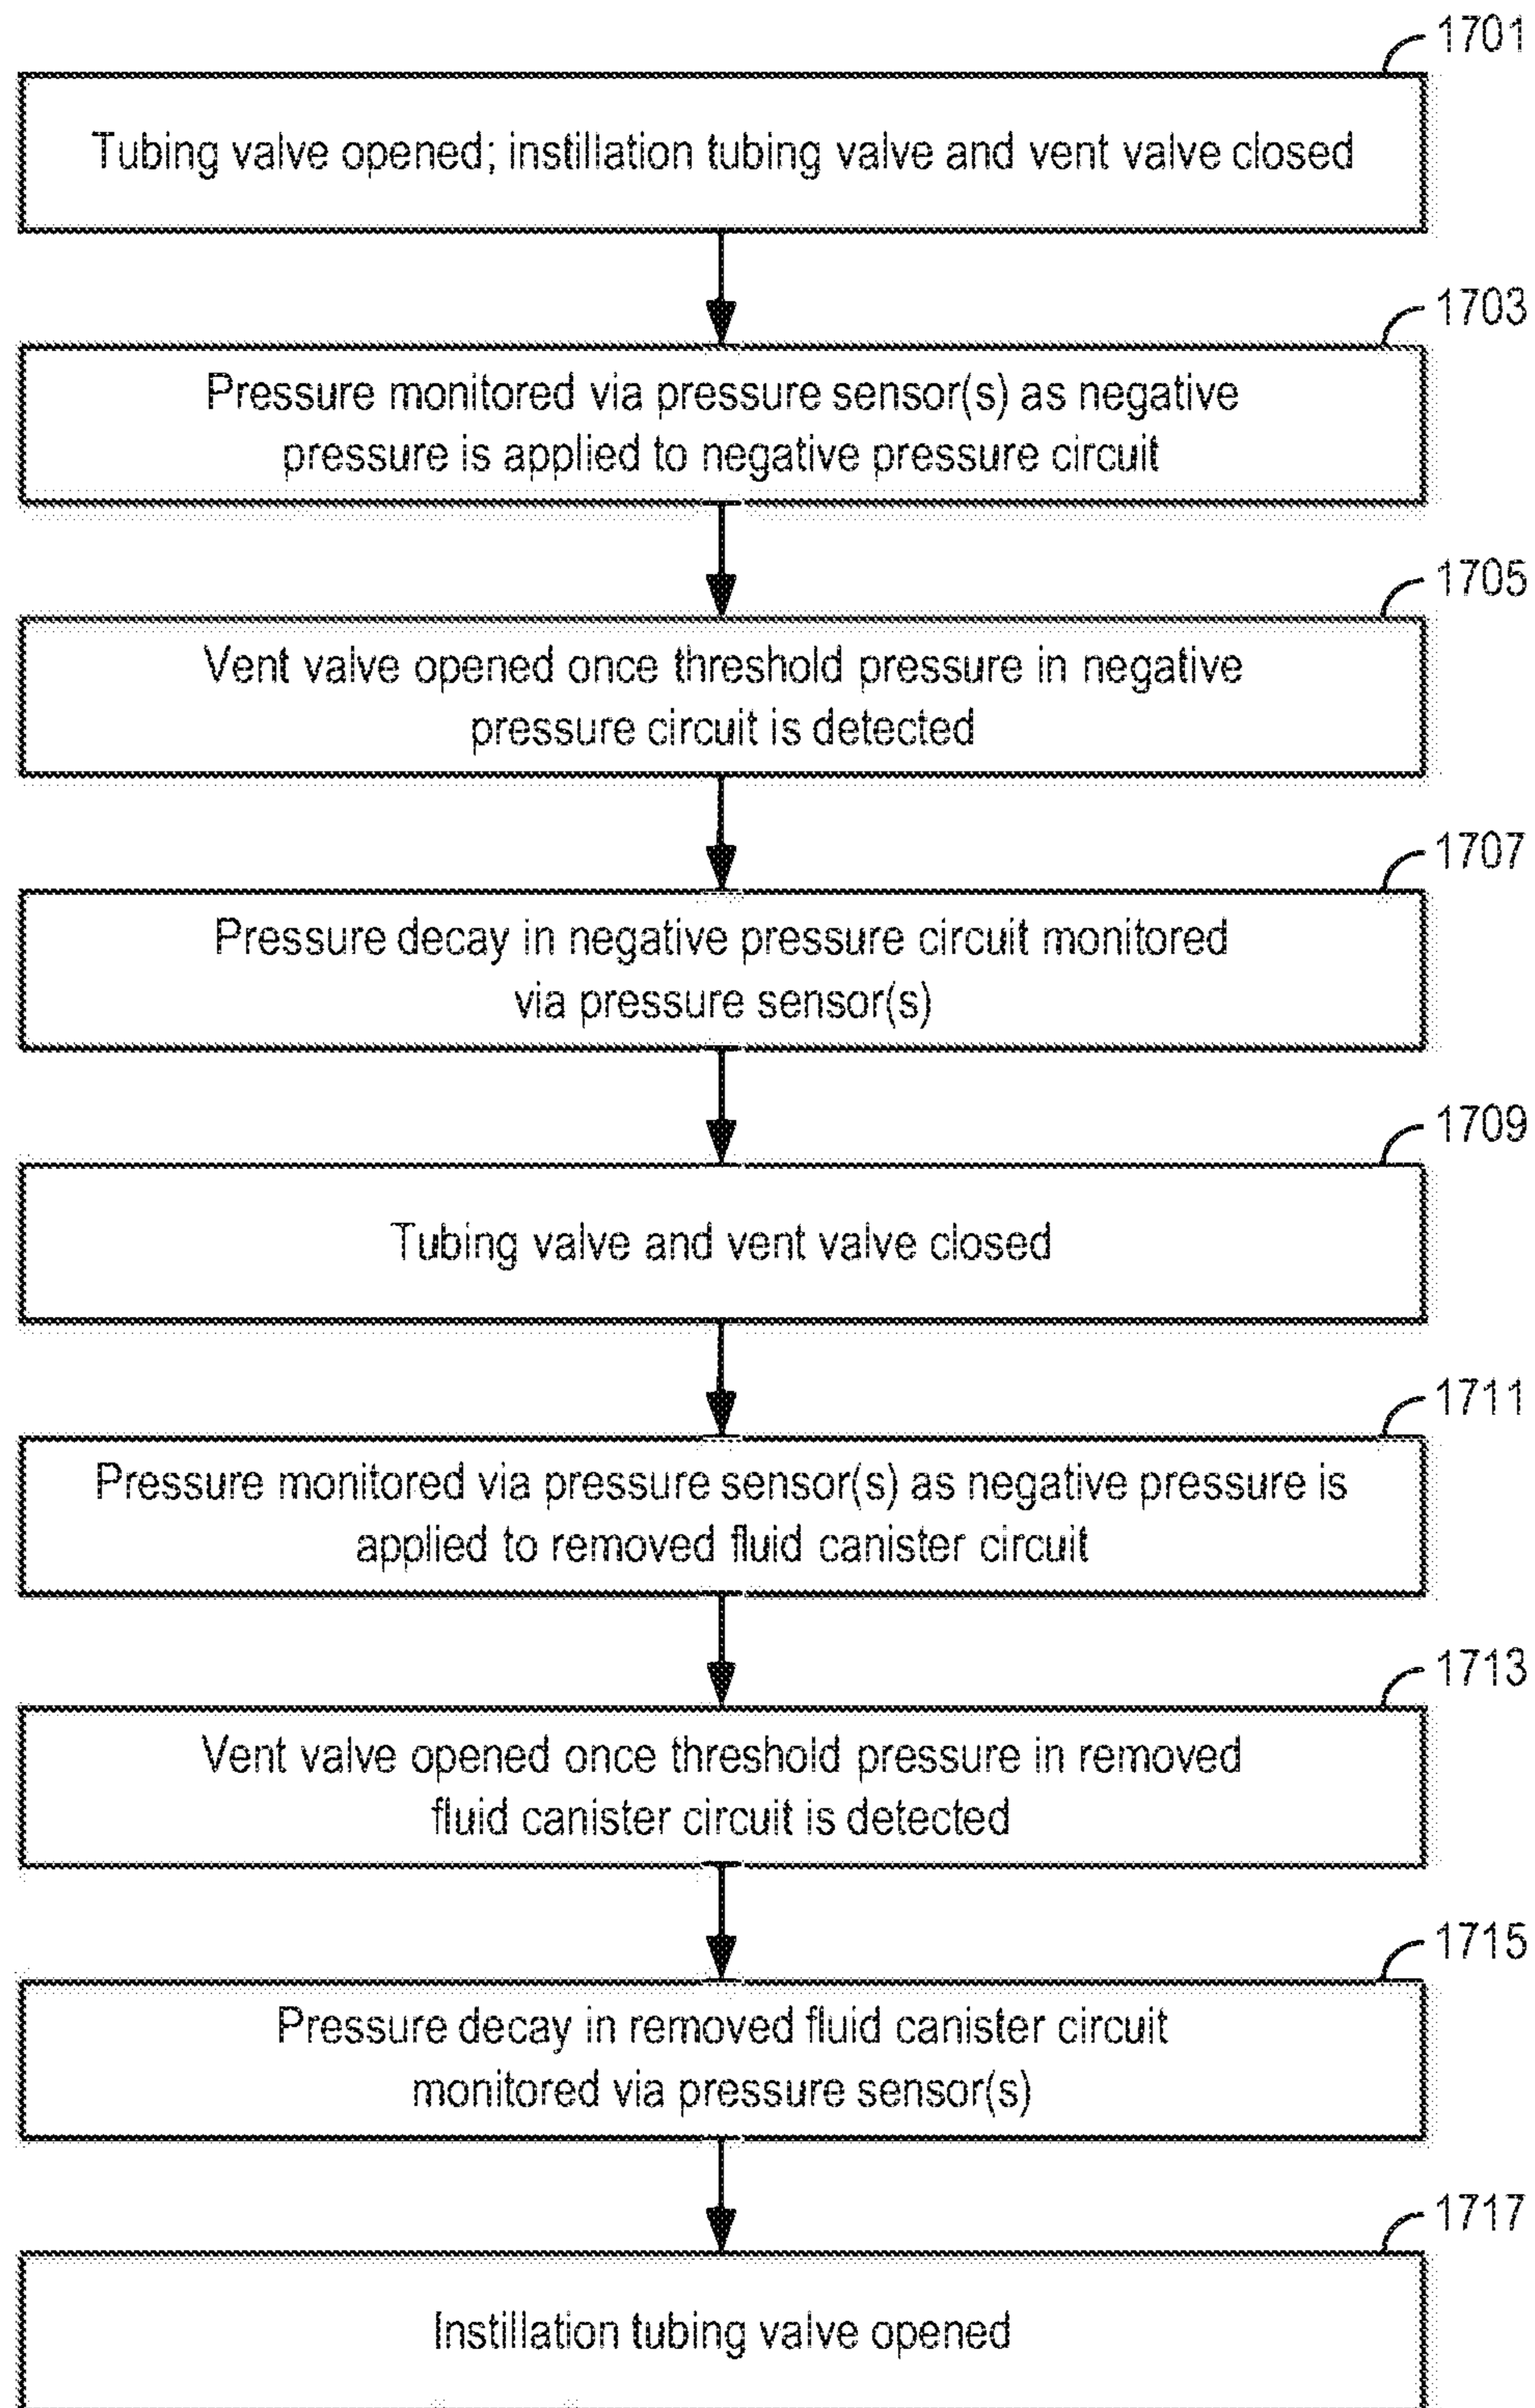 1701
Tubing valve opened; instillation tubing valve and vent valve closed
1703
Pressure monitored via pressure sensor(s) as negative
pressure is applied to negative pressure circuit
1705
Vent valve opened once threshold pressure in negative
pressure circuit is detected
1707
Pressure decay in negative pressure circuit monitored
via pressure sensor(s)
1709
Tubing valve and vent valve closed
1711
Pressure monitored via pressure sensor(s) as negative pressure is
applied to removed fluid canister circuit
1713
Vent valve opened once threshold pressure in removed
fluid canister circuit is detected
1715
Pressure decay in removed fluid canister circuit
monitored via pressure sensor(s)
1717
Instillation tubing valve opened